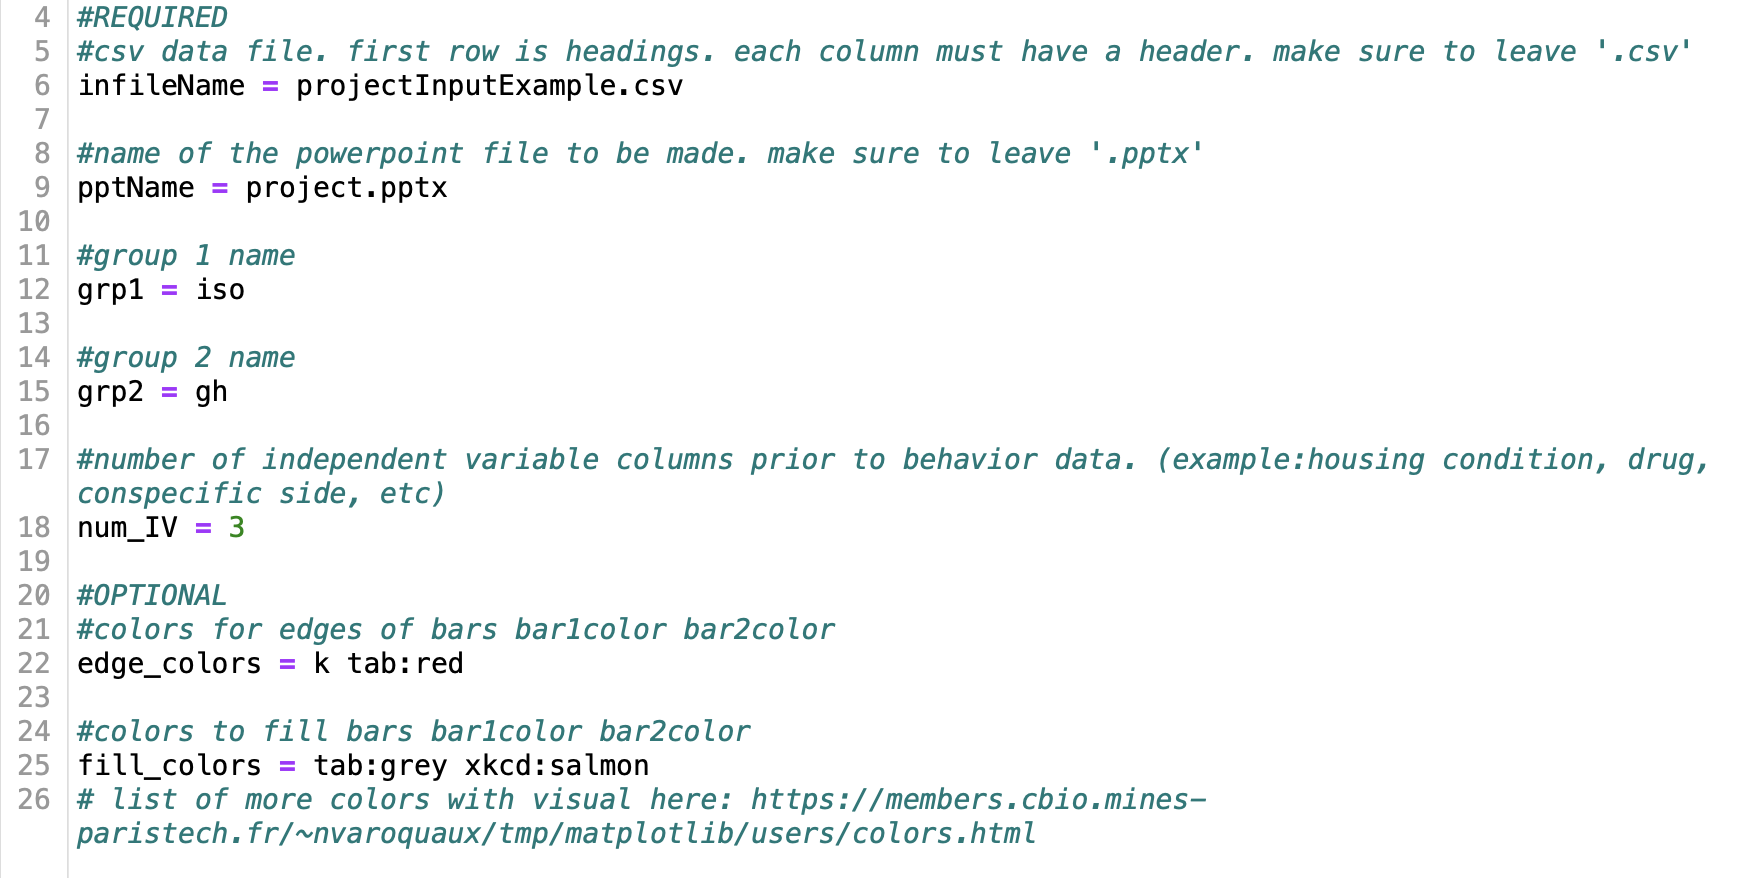 4 #REQUIRED
5 #csv data file. first row is headings. each column must have a header. make sure to leave '.csv'
6 infileName = projectInputExample.csv
7
8 #name of the powerpoint file to be made. make sure to leave '.pptx'
9 pptName = project.pptx
10
11 #group 1 name
12 grp1 = iso
13
14 #group 2 name
15 grp2 = gh
16
17 #number of independent variable columns prior to behavior data. (example:housing condition, drug,
conspecific side, etc)
18 num_IV = 3
19
20 #OPTIONAL
21 #colors for edges of bars bar1color bar2color
22 edge_colors = k tab:red
23
24 #colors to fill bars bar1color bar2color
25 fill_colors = tab:grey xkcd:salmon
26 # list of more colors with visual here: https://members.cbio.mines-
paristech.fr/~nvaroquaux/tmp/matplotlib/users/colors.html